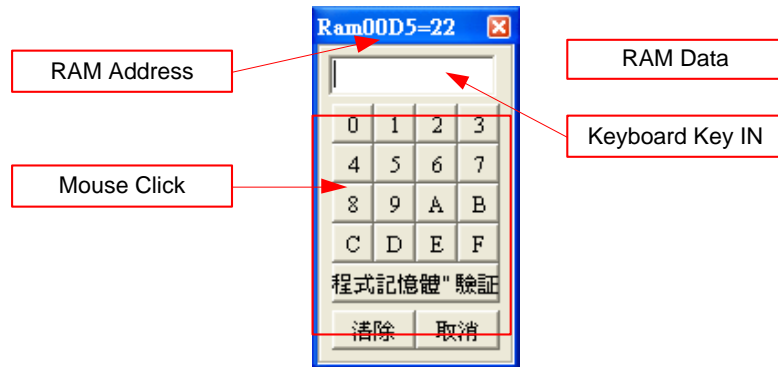 Ram00D5=22
RAM Address
RAM Data
Keyboard Key IN
0 1 2 3
4 5 6 7
Mouse Click
8 9 A B
C D E F
程式記憶體" 驗証
清除 取消